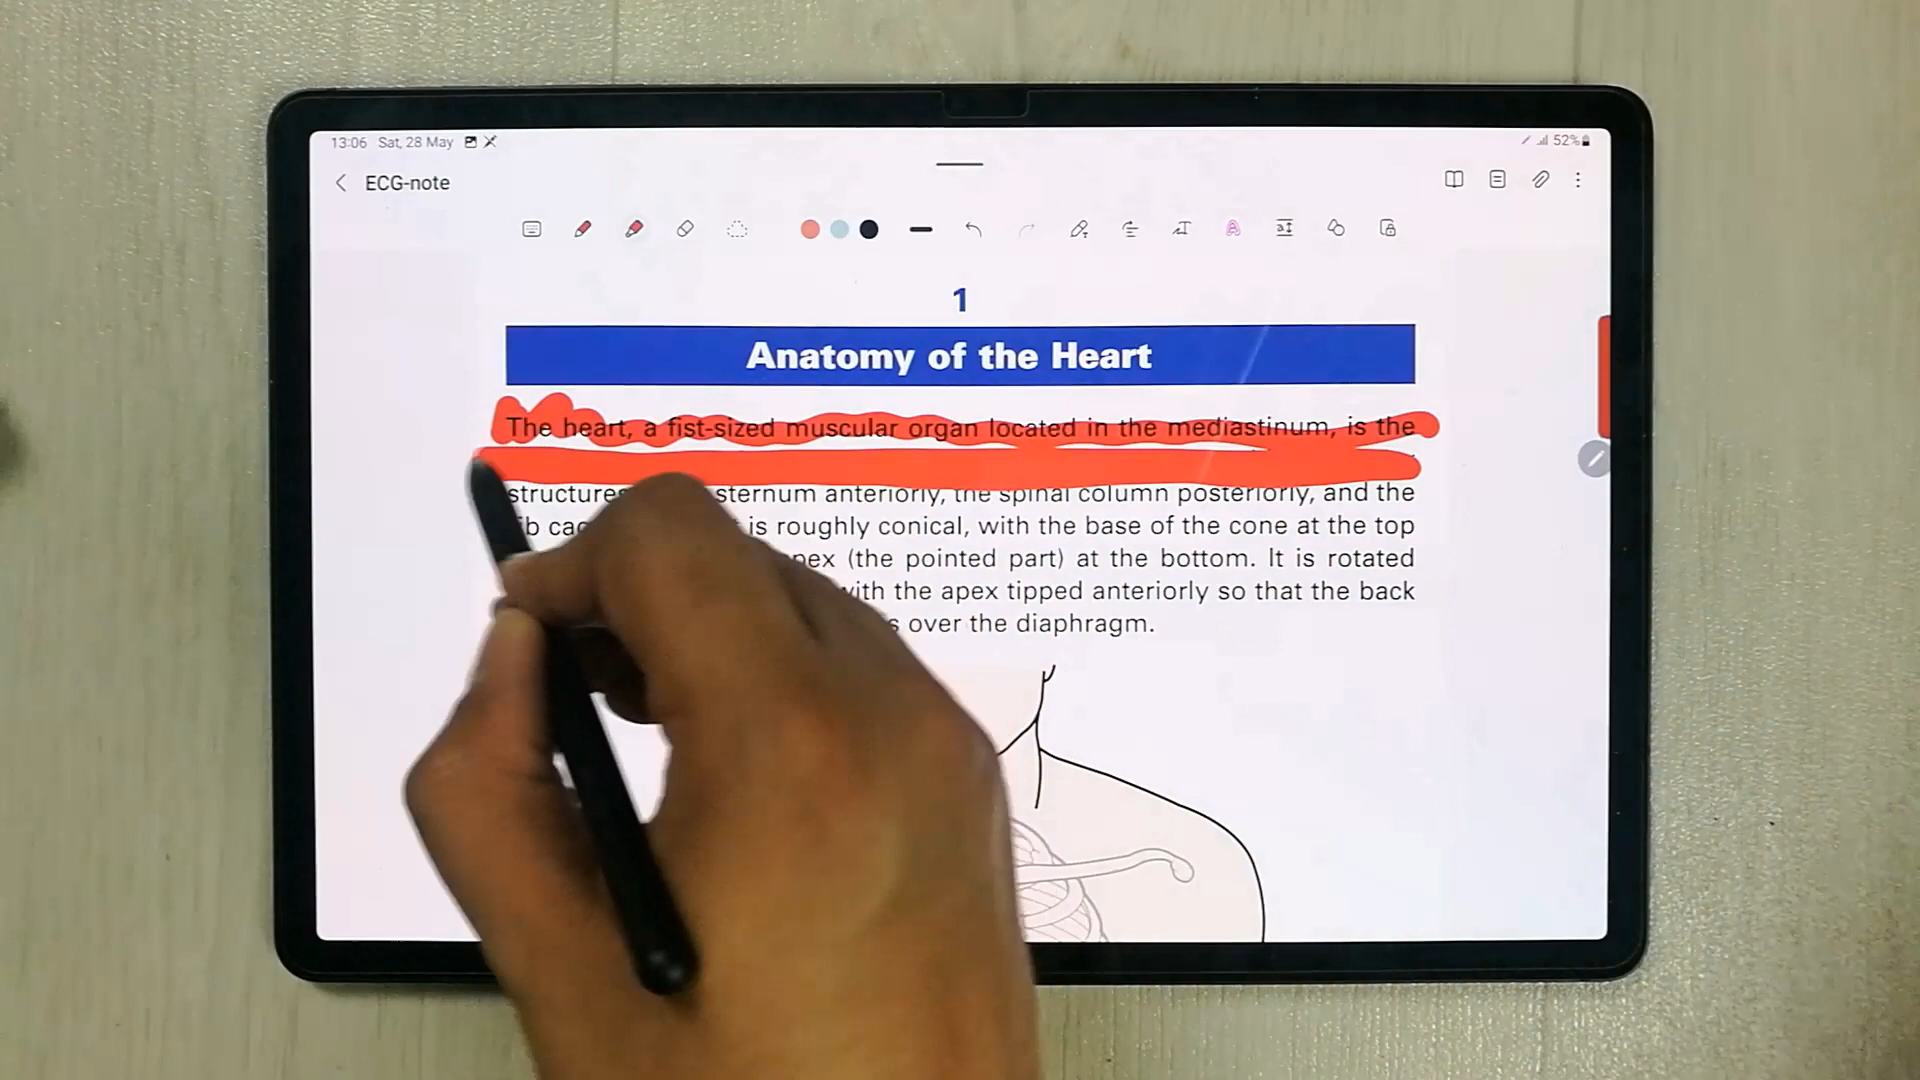 13:06 Sat, 28 May 52%
ECG-note
1
Anatomy of the Heart
The heart, a fist-sized muscular organ located in the mediastinum, is the
structures sternum anteriorly, the spinal column posteriorly, and the
is roughly conical, with the base of the cone at the top
(the pointed part) at the bottom. It is rotated
with the apex tipped anteriorly so that the back
over the diaphragm.